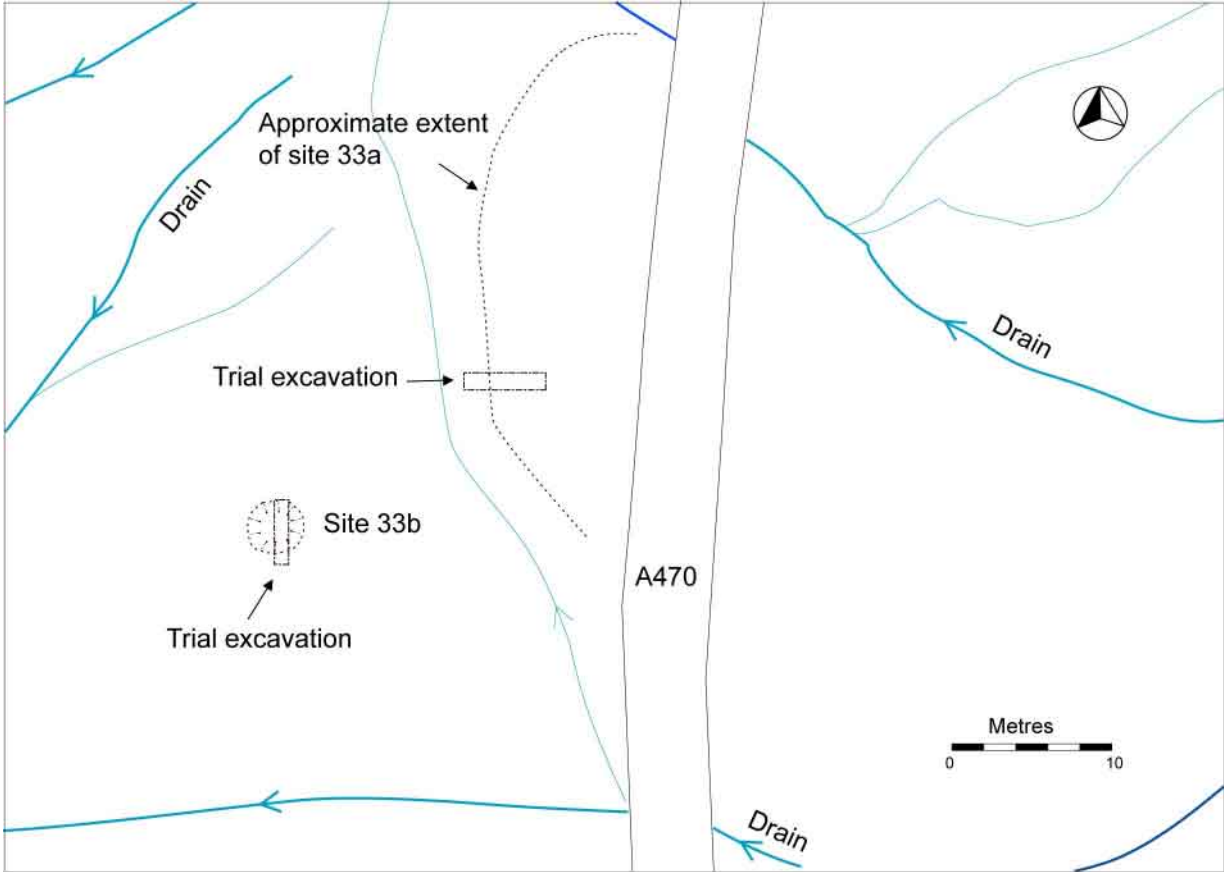 Approximate extent
of site 33a
Drain
Drain
Trial excavation
Site 33b
A470
Trial excavation
Metres
0 10
Drain